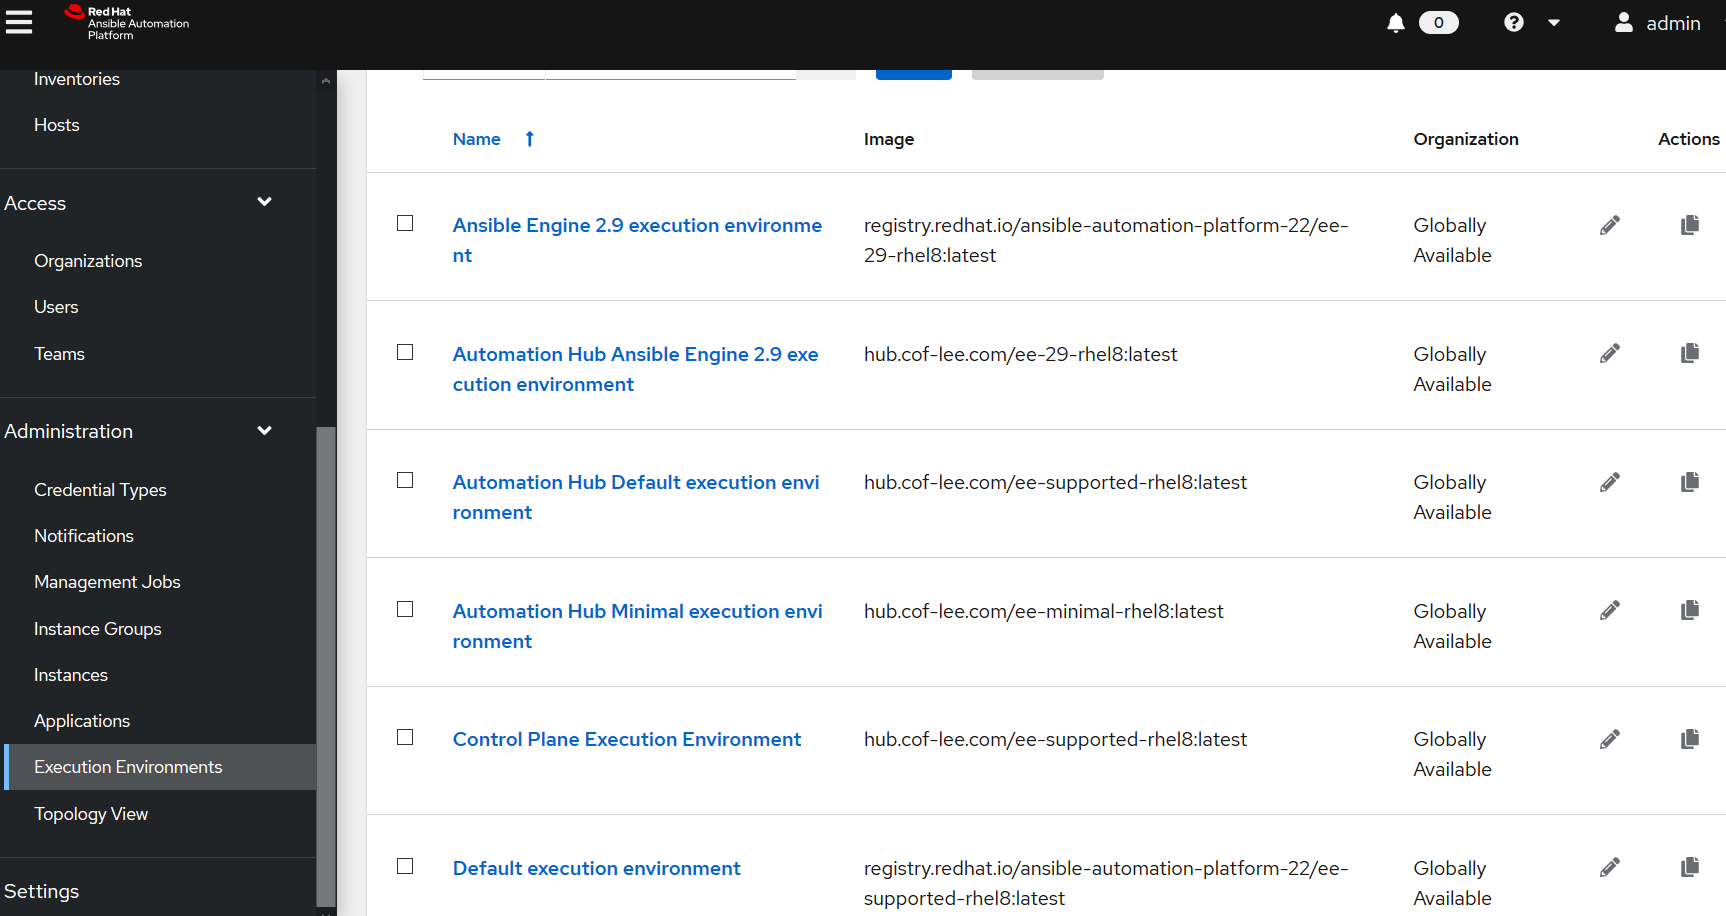 Red Hat
Ansible Automation
Platform
0
admin
Inventories
Hosts
Access
Organizations
Users
Teams
Administration
Credential Types
Notifications
Management Jobs
Instance Groups
Instances
Applications
Execution Environments
Topology View
Settings
Name Image Organization Actions
Ansible Engine 2.9 execution environme registry.redhat.io/ansible-automation-platform-22/ee- Globally
nt 29-rhel8:latest Available
Automation Hub Ansible Engine 2.9 exe hub.cof-lee.com/ee-29-rhel8:latest Globally
cution environment Available
Automation Hub Default execution envi hub.cof-lee.com/ee-supported-rhel8:latest Globally
ronment Available
Automation Hub Minimal execution envi hub.cof-lee.com/ee-minimal-rhel8:latest Globally
ronment Available
Control Plane Execution Environment hub.cof-lee.com/ee-supported-rhel8:latest Globally
Available
Default execution environment registry.redhat.io/ansible-automation-platform-22/ee- Globally
supported-rhel8:latest Available